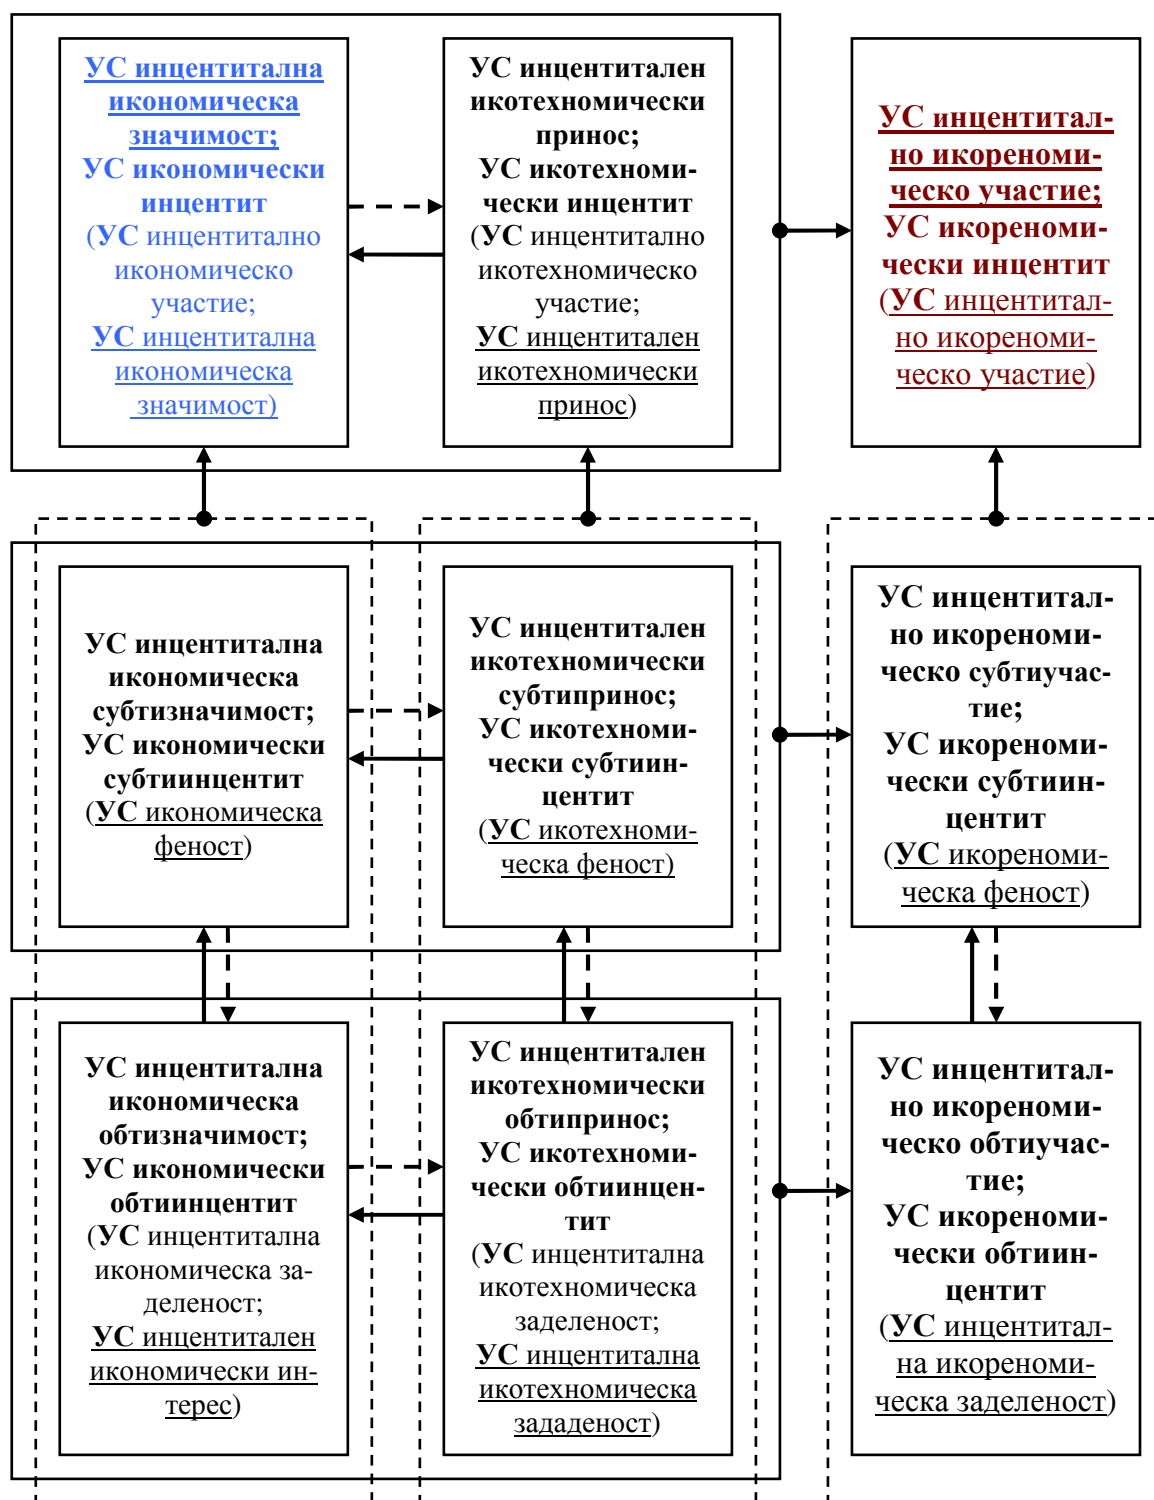 УС инцентитална
икономическа
значимост;
УС икономически
инцентит
(УС инцентитално
икономическо
участие;
УС инцентитална
икономическа
значимост)
УС инцентитален
икотехномически
принос;
УС икотехноми-
чески инцентит
(УС инцентитално
икотехномическо
участие;
УС инцентитален
икотехномически
принос)
УС инцентитал-
но икореноми-
ческо участие;
УС икореноми-
чески инцентит
(УС инцентитал-
но икореноми-
ческо участие)
УС инцентитална
икономическа
субтизначимост;
УС икономически
субтиинцентит
(УС икономическа
феност)
УС инцентитален
икотехномически
субтипринос;
УС икотехноми-
чески субтиин-
центит
(УС икотехноми-
ческа феност)
УС инцентитал-
но икореноми-
ческо субтиучас-
тие;
УС икореноми-
чески субтиин-
центит
(УС икореноми-
ческа феност)
УС инцентитална
икономическа
обтизначимост;
УС икономически
обтиинцентит
(УС инцентитална
икономическа за-
деленост;
УС инцентитален
икономически ин-
терес)
УС инцентитален
икотехномически
обтипринос;
УС икотехноми-
чески обтиинцен-
тит
(УС инцентитална
икотехномическа
заделеност;
УС инцентитална
икотехномическа
зададеност)
УС инцентитал-
но икореноми-
ческо обтиучас-
тие;
УС икореноми-
чески обтиин-
центит
(УС инцентитал-
на икореноми-
ческа заделеност)